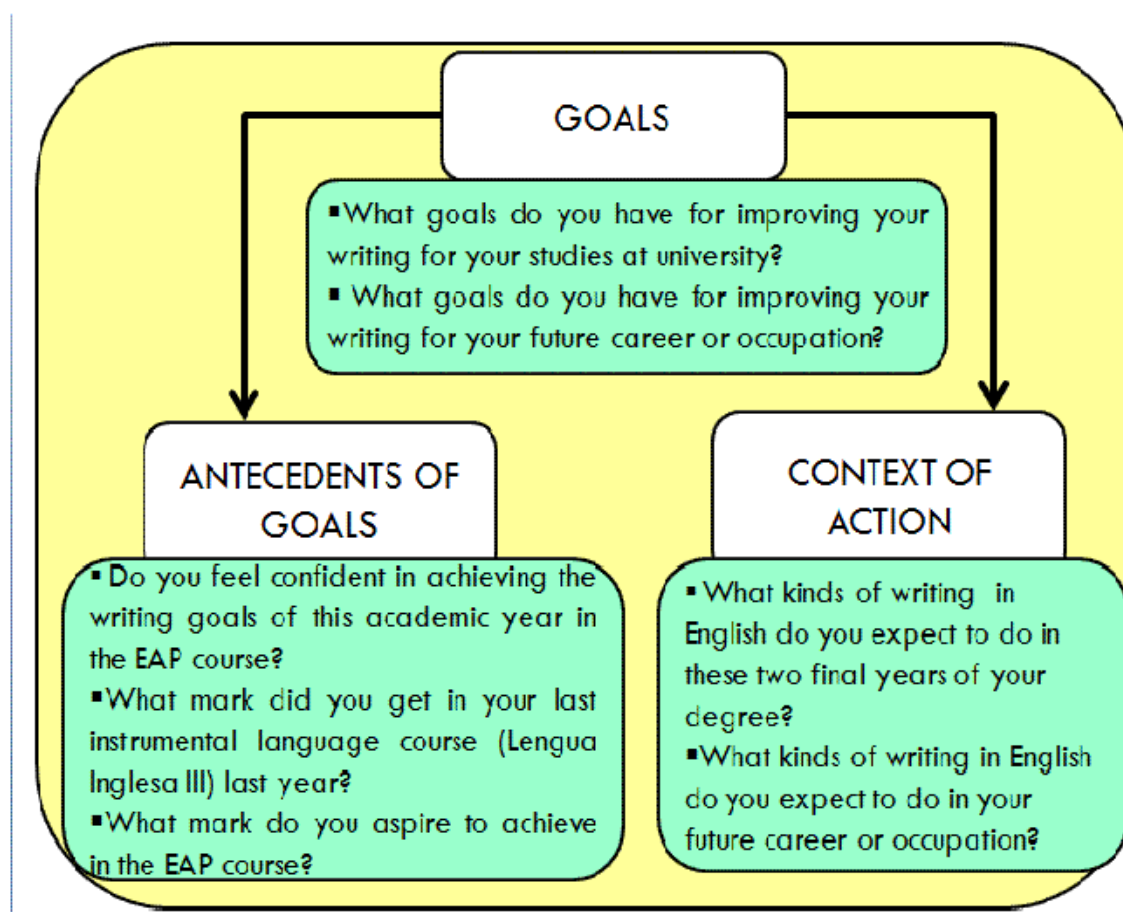 GOALS
▪What goals do you have for improving your
writing for your studies at university?
▪ What goals do you have for improving your
writing for your future career or occupation?
ANTECEDENTS OF
GOALS
▪ Do you feel confident in achieving the
writing goals of this academic year in
the EAP course?
▪What mark did you get in your last
instrumental language course (Lengua
Inglesa III) last year?
▪What mark do you aspire to achieve
in the EAP course?
CONTEXT OF
ACTION
▪ What kinds of writing in
English do you expect to do in
these two final years of your
degree?
▪What kinds of writing in English
do you expect to do in your
future career or occupation?